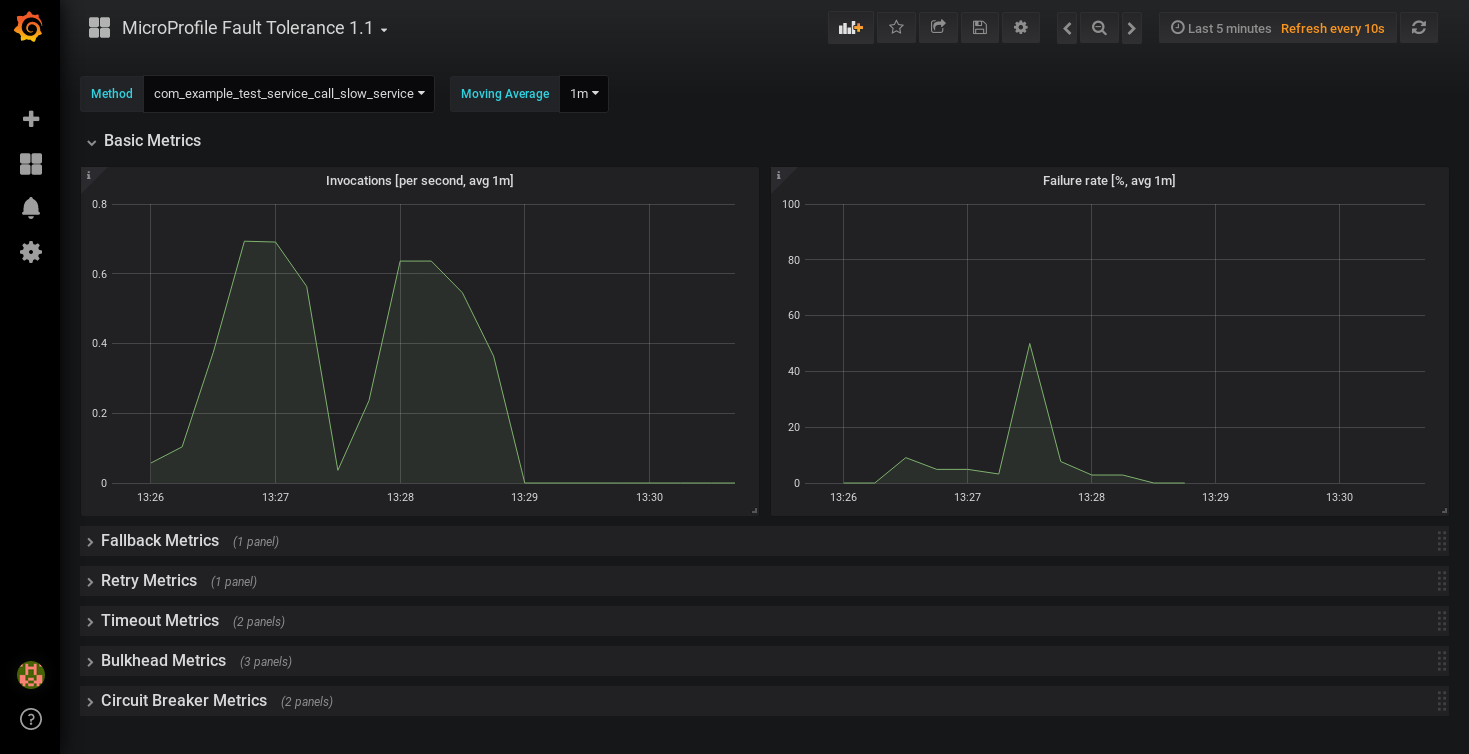 MicroProfile Fault Tolerance 1.1
Last 5 minutes Refresh every 10s
Method com_example_test_service_call_slow_service Moving Average 1m
Basic Metrics
i Invocations [per second, avg 1m]
0.8
0.6
0.4
0.2
0
13:26 13:27 13:28 13:29 13:30
i Failure rate [%, avg 1m]
100
80
60
40
20
0
13:26 13:27 13:28 13:29 13:30
Fallback Metrics (1 panel)
Retry Metrics (1 panel)
Timeout Metrics (2 panels)
Bulkhead Metrics (3 panels)
Circuit Breaker Metrics (2 panels)
?